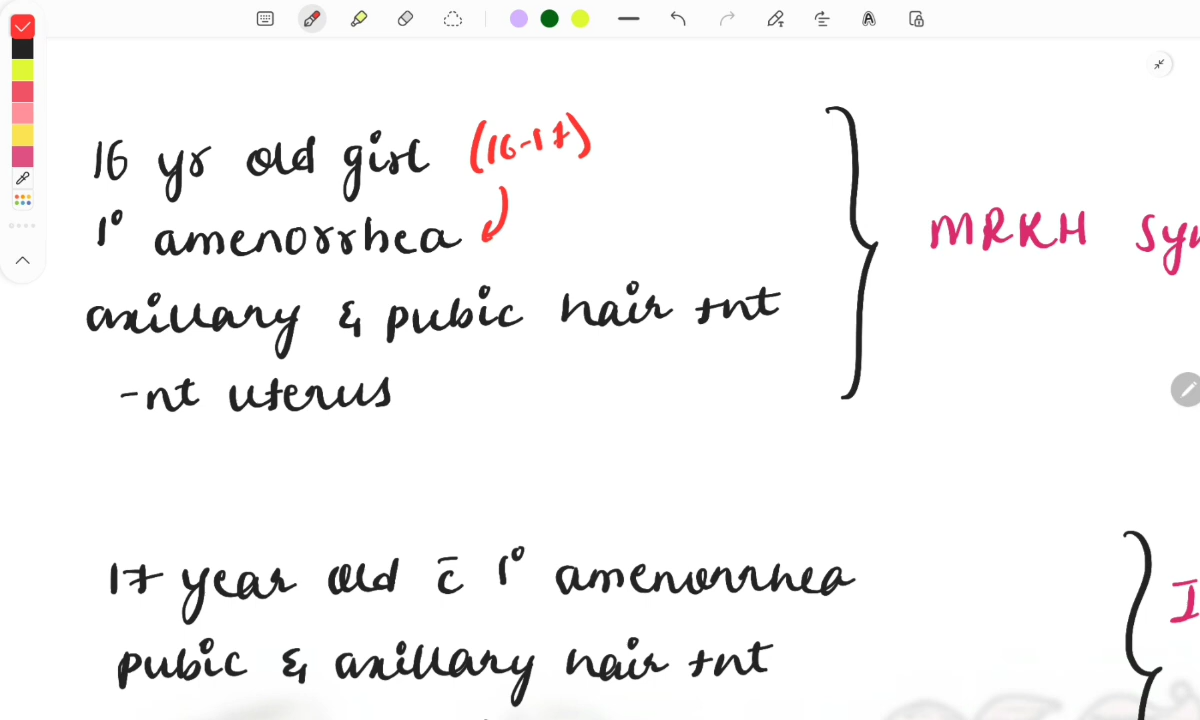 16 yr old girl (16-17)
1° amenorrhea
axillary & pubic hair +nt
-nt uterus
MRKH Sy
17 year old c̄ 1° amenorrhea
pubic & axillary hair +nt
I